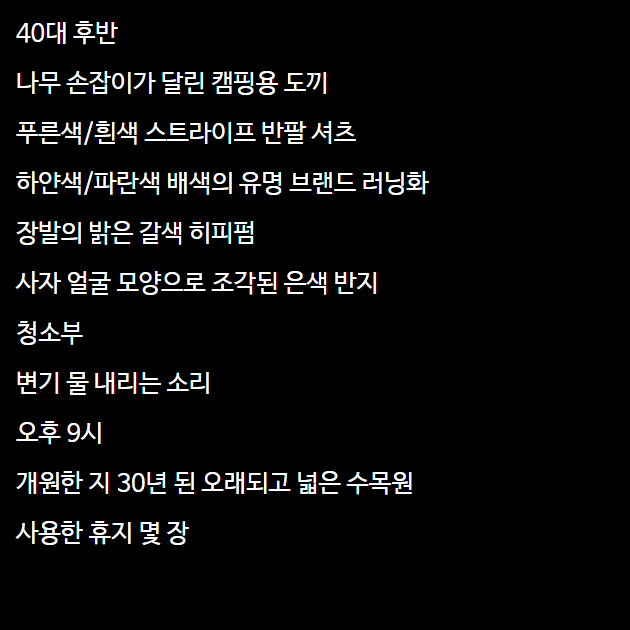 40대 후반
나무 손잡이가 달린 캠핑용 도끼
푸른색/흰색 스트라이프 반팔 셔츠
하얀색/파란색 배색의 유명 브랜드 러닝화
장발의 밝은 갈색 히피펌
사자 얼굴 모양으로 조각된 은색 반지
청소부
변기 물 내리는 소리
오후 9시
개원한 지 30년 된 오래되고 넓은 수목원
사용한 휴지 몇 장